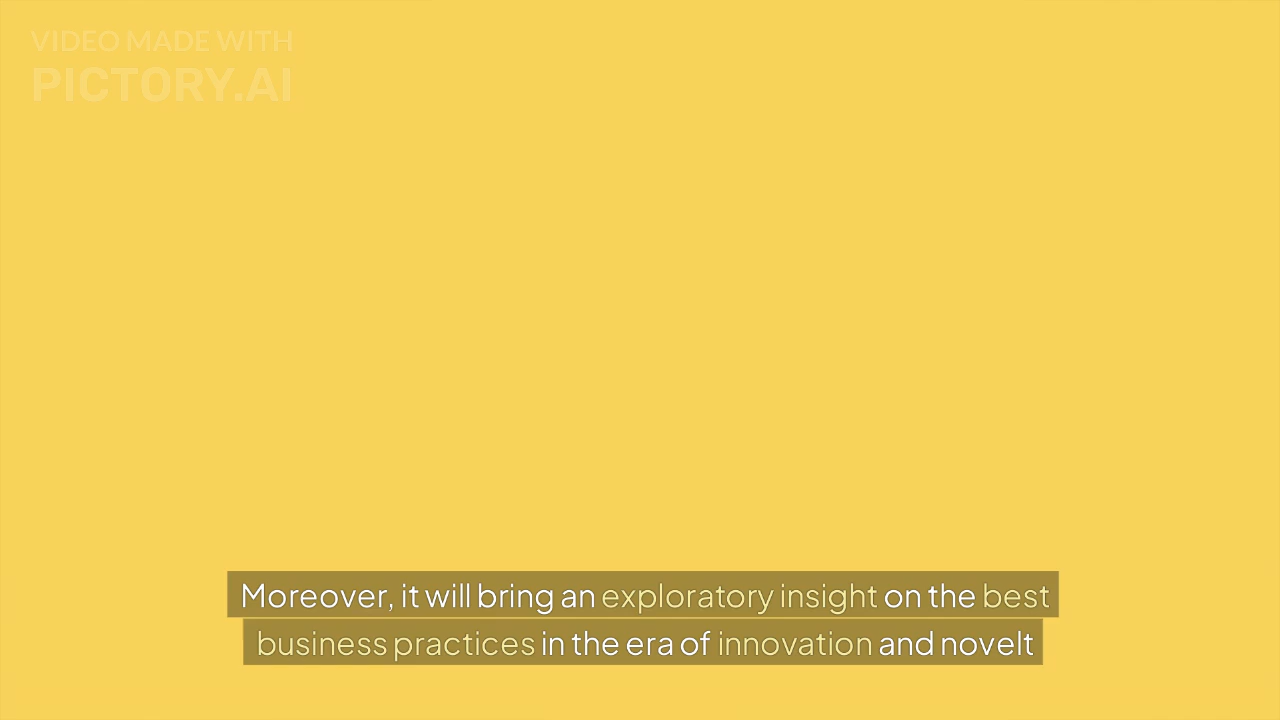 VIDEO MADE WITH
PICTORY.AI
Moreover, it will bring an exploratory insight on the best
business practices in the era of innovation and novelt